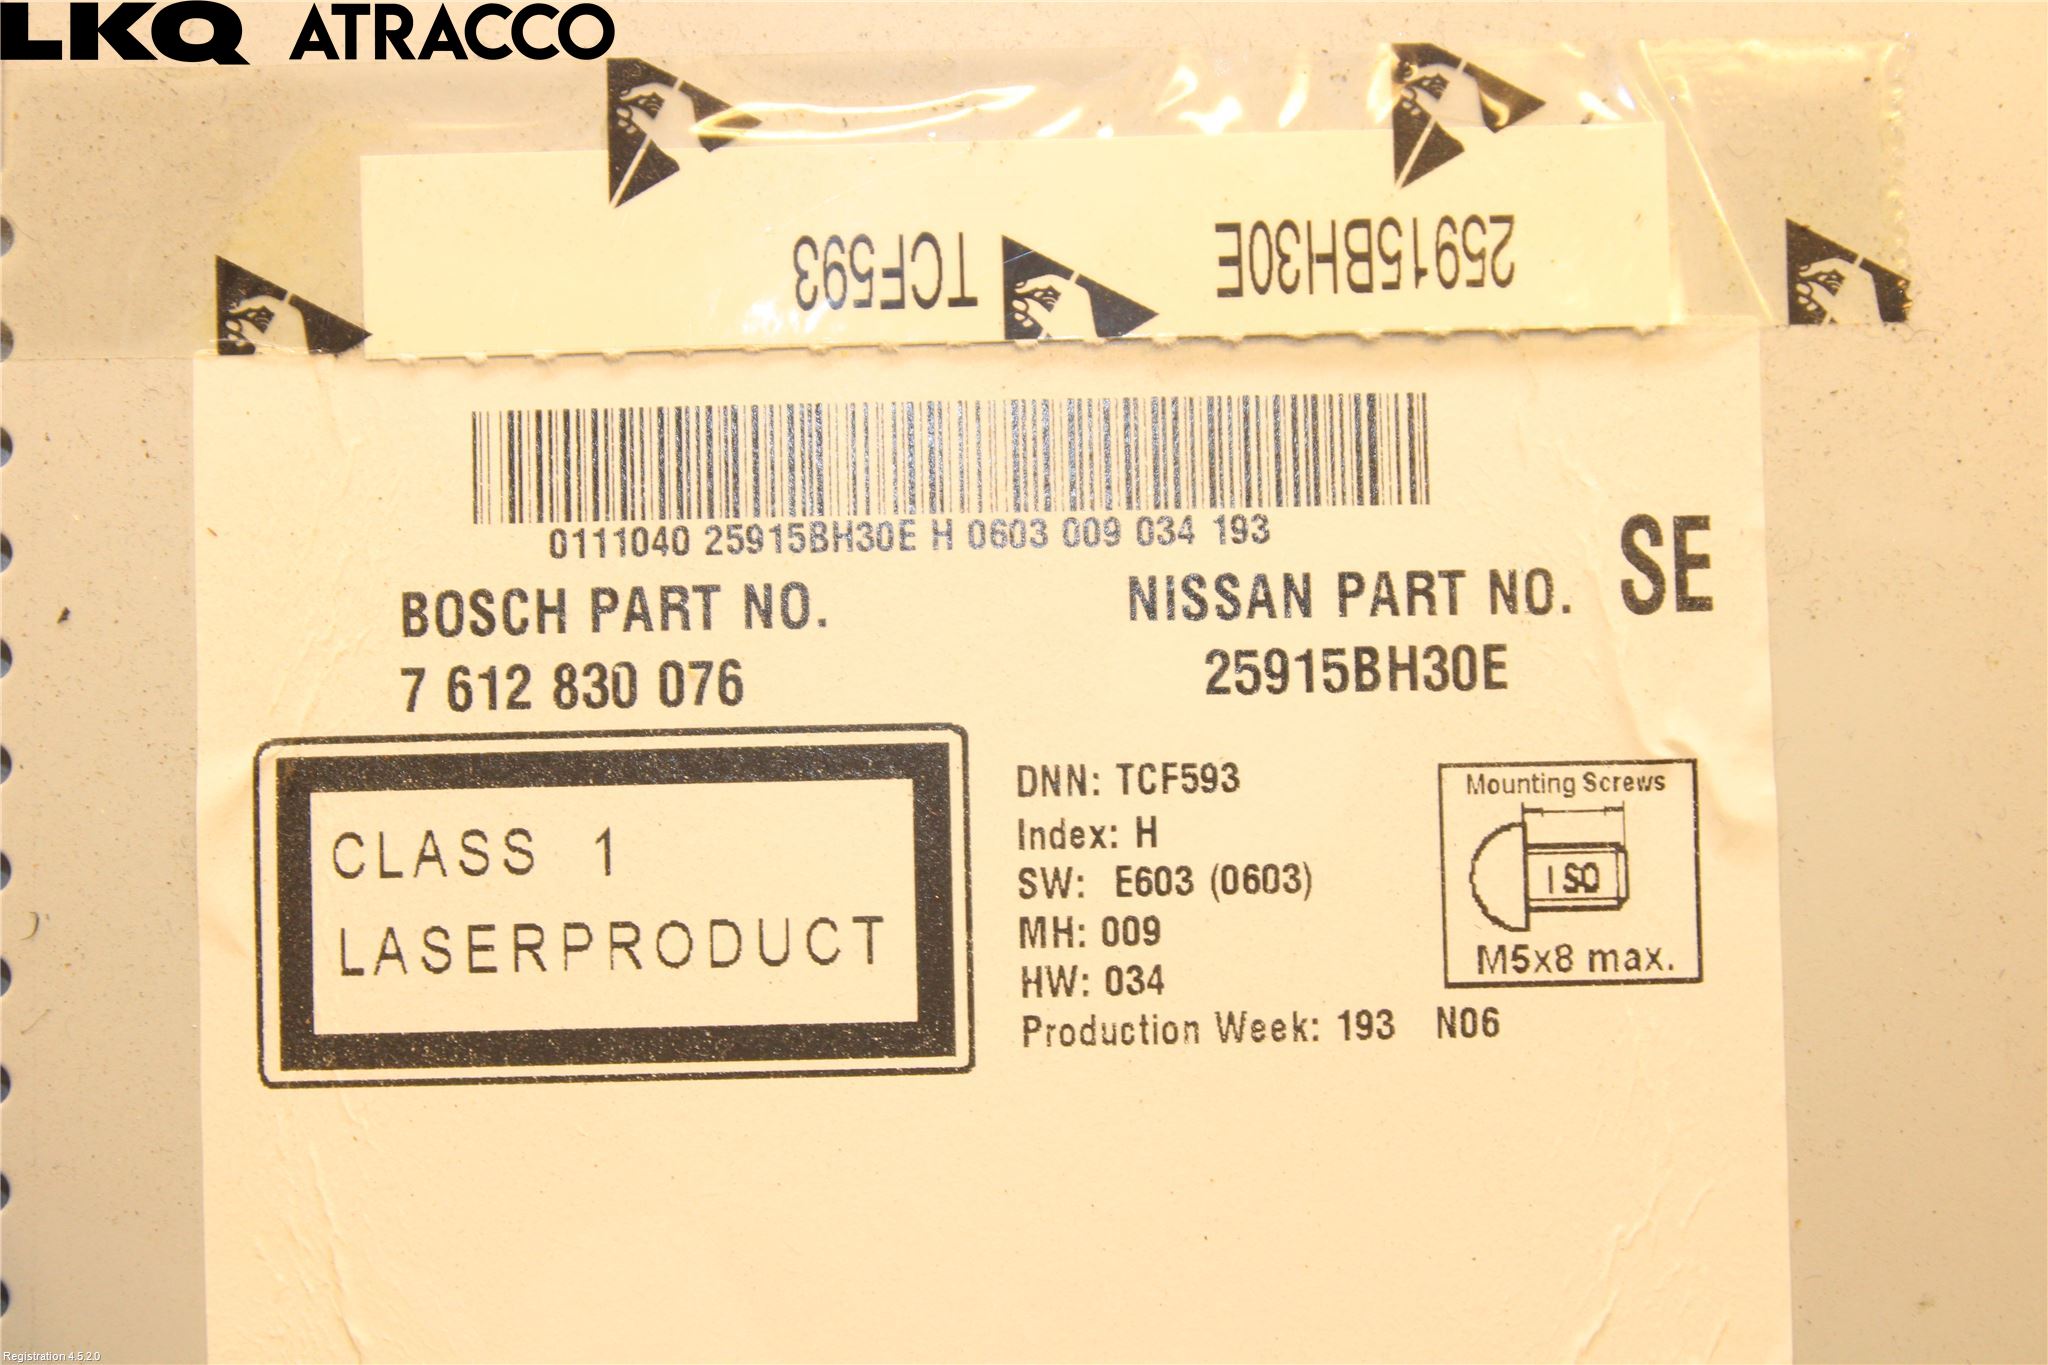 LKQ ATRACCO
25915BH30E TCF593
0111040 25915BH30E H 0603 009 034 193
BOSCH PART NO.
7 612 830 076
NISSAN PART NO.
25915BH30E
SE
CLASS 1
LASERPRODUCT
DNN: TCF593
Index: H
SW: E603 (0603)
MH: 009
HW: 034
Production Week: 193 N06
Mounting Screws
ISO
M5x8 max.
Registration 4.5.2.0